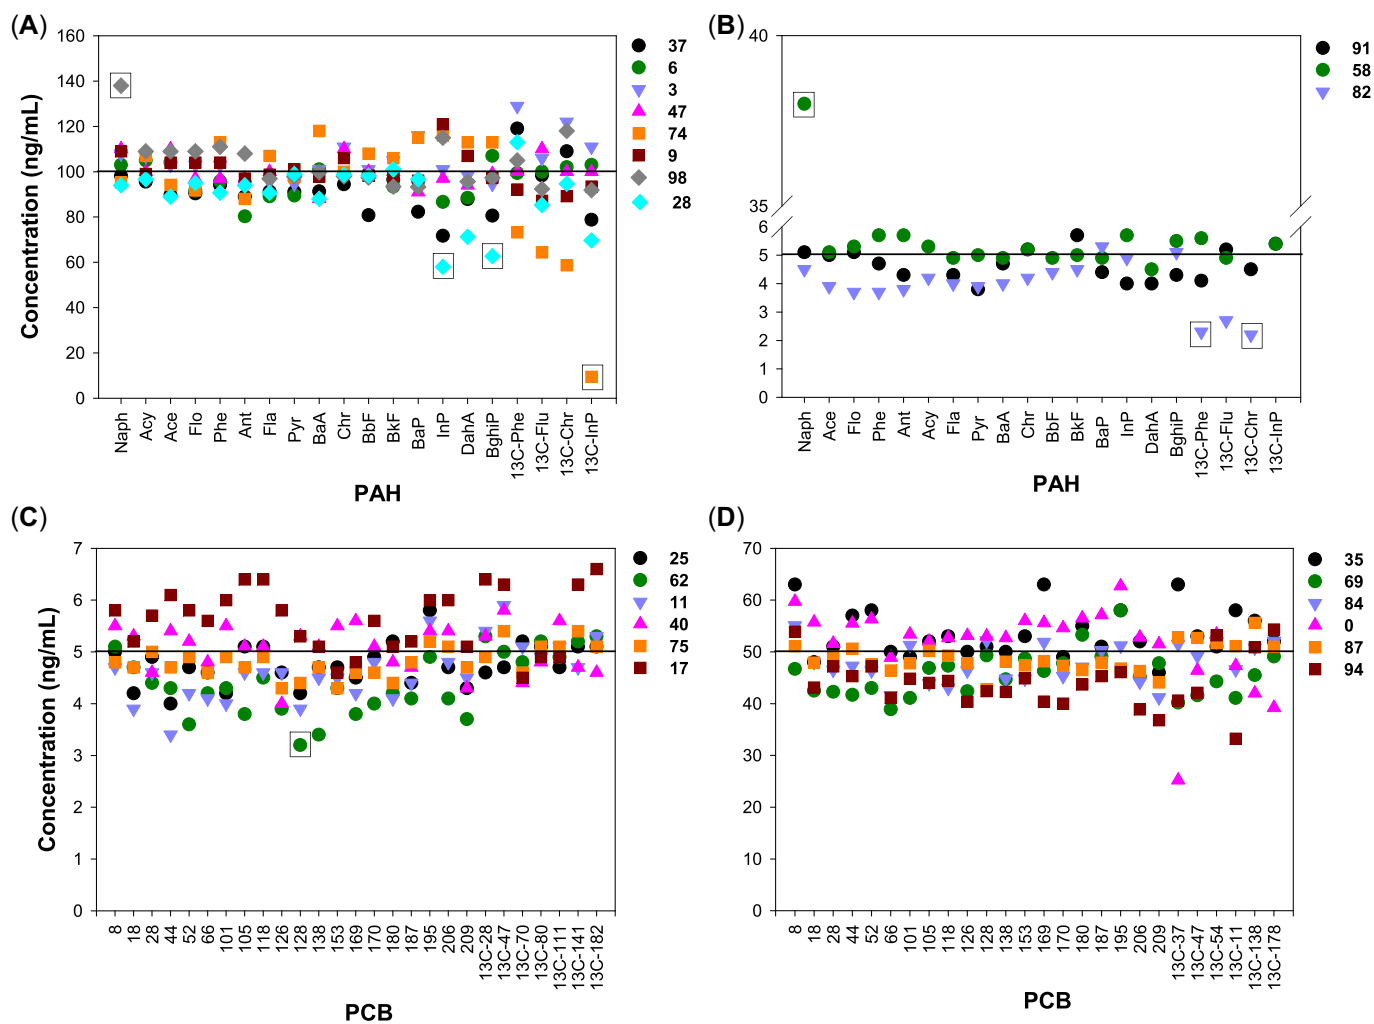 (A)
160
140
120
100
80
60
40
20
0
Concentration (ng/mL)
Naph
Acy
Ace
Flo
Phe
Ant
Fla
Pyr
BaA
Chr
BbF
BkF
BaP
InP
DahA
BghiP
13C-Phe
13C-Flu
13C-Chr
13C-InP
PAH
37
6
3
47
74
9
98
28
(B)
40
35
6
5
4
3
2
1
0
Naph
Ace
Flo
Phe
Ant
Acy
Fla
Pyr
BaA
Chr
BbF
BkF
BaP
InP
DahA
BghiP
13C-Phe
13C-Flu
13C-Chr
13C-InP
PAH
91
58
82
(C)
7
6
5
4
3
2
1
0
Concentration (ng/mL)
8
18
28
44
52
66
101
105
118
126
128
138
153
169
170
180
187
195
206
209
13C-28
13C-47
13C-70
13C-80
13C-111
13C-141
13C-182
PCB
25
62
11
40
75
17
(D)
70
60
50
40
30
20
10
0
8
18
28
44
52
66
101
105
118
126
128
138
153
169
170
180
187
195
206
209
13C-37
13C-47
13C-54
13C-11
13C-138
13C-178
PCB
35
69
84
0
87
94